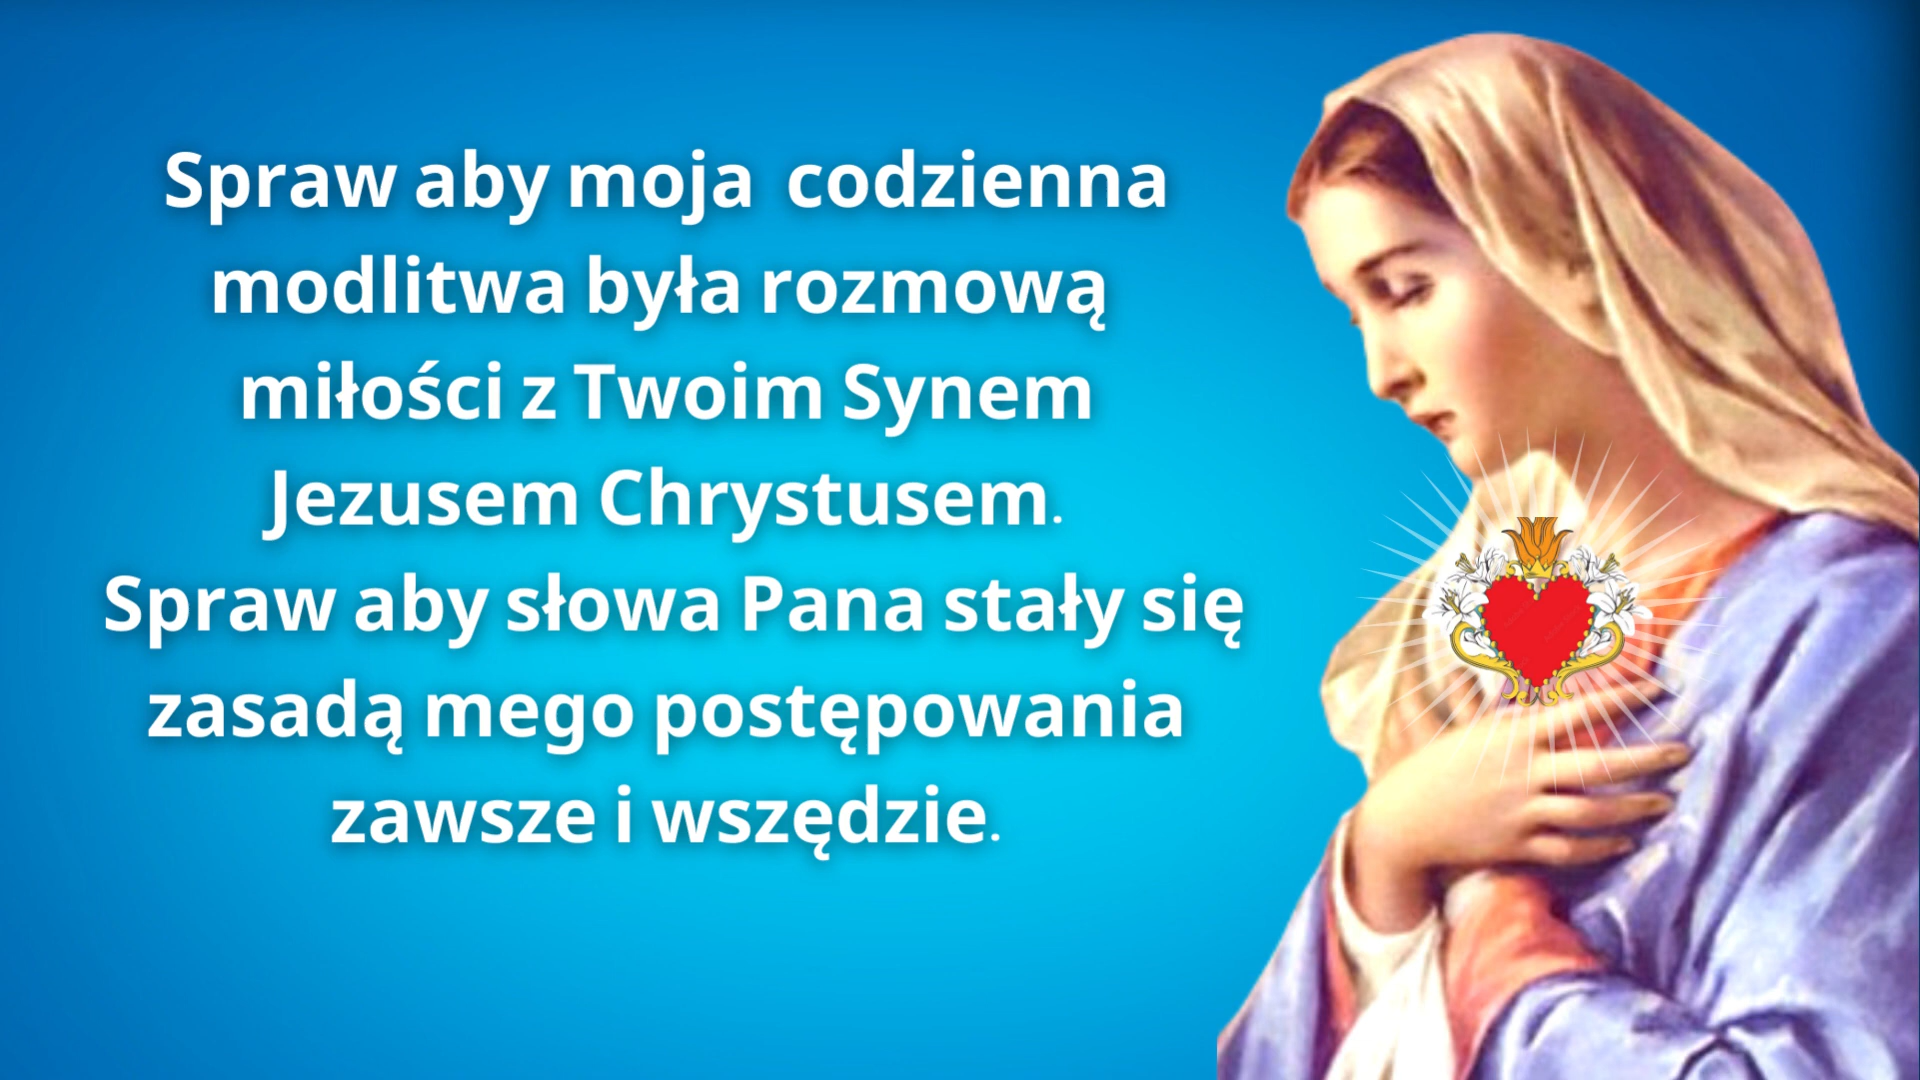 Spraw aby moja codzienna
modlitwa była rozmową
miłości z Twoim Synem
Jezusem Chrystusem.
Spraw aby słowa Pana stały się
zasadą mego postępowania
zawsze i wszędzie.